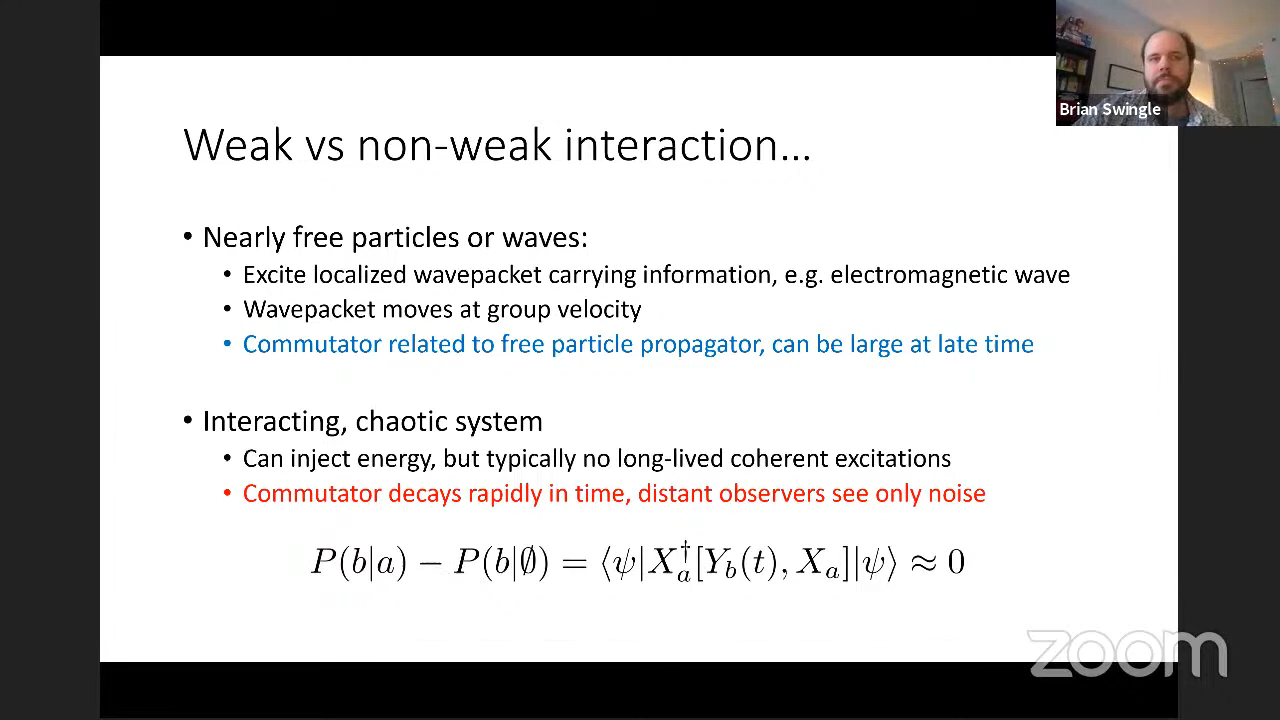 Brian Swingle
Weak vs non-weak interaction…
• Nearly free particles or waves:
• Excite localized wavepacket carrying information, e.g. electromagnetic wave
• Wavepacket moves at group velocity
• Commutator related to free particle propagator, can be large at late time
• Interacting, chaotic system
• Can inject energy, but typically no long-lived coherent excitations
• Commutator decays rapidly in time, distant observers see only noise
P(b|a) − P(b|∅) = ⟨ψ|X_a^†[Y_b(t), X_a]|ψ⟩ ≈ 0
zoom